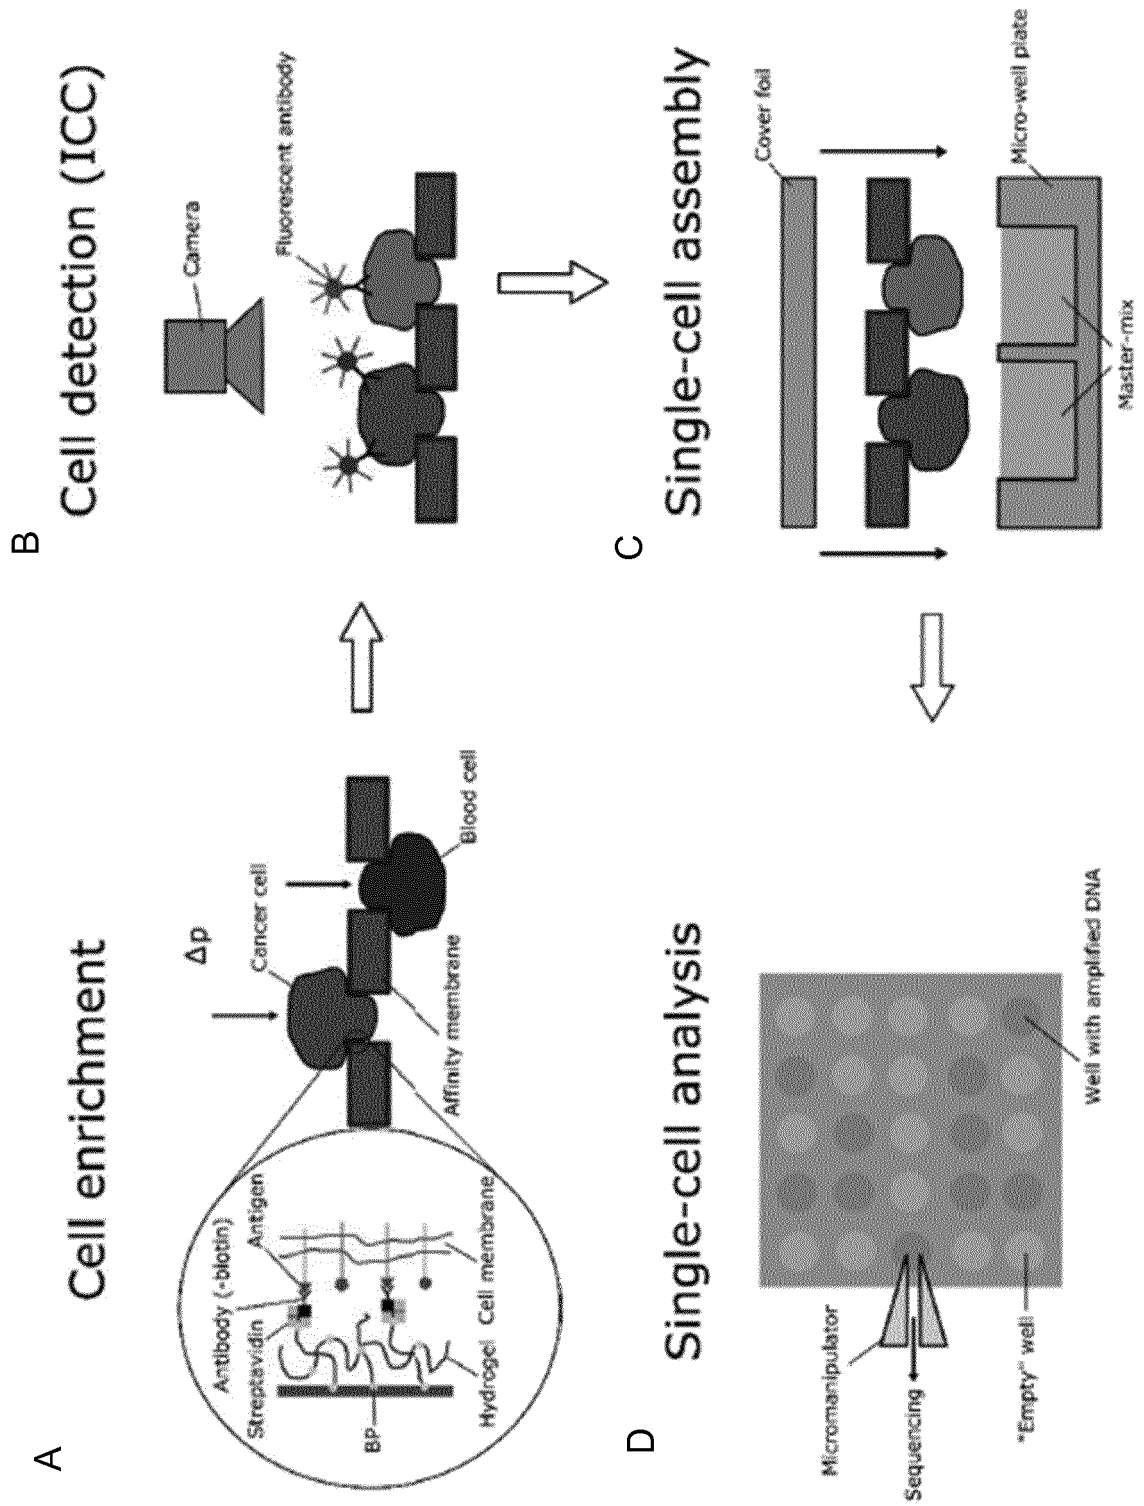 A
Cell enrichment
Δp
Cancer cell
Blood cell
Affinity membrane
Antibody (-biotin)
Streptavidin
Antigen
BP
Hydrogel
Cell membrane
B
Cell detection (ICC)
Camera
Fluorescent antibody
C
Single-cell assembly
Cover foil
Micro-well plate
Master-mix
D
Single-cell analysis
Micromanipulator
Sequencing
"Empty" well
Well with amplified DNA